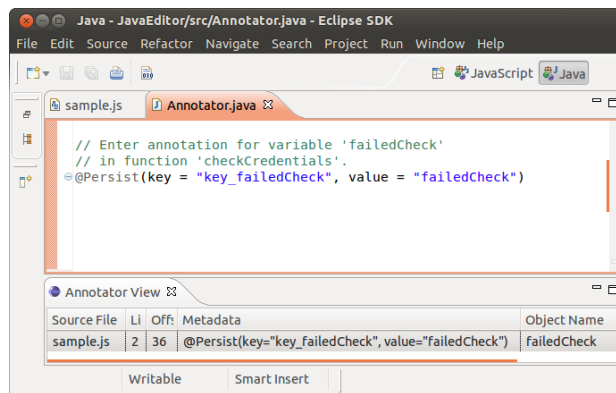 Java - JavaEditor/src/Annotator.java - Eclipse SDK
File Edit Source Refactor Navigate Search Project Run Window Help
010 JavaScript Java
sample.js Annotator.java
// Enter annotation for variable 'failedCheck'
// in function 'checkCredentials'.
@Persist(key = "key_failedCheck", value = "failedCheck")
Annotator View
Source File Li Offs Metadata Object Name
sample.js 2 36 @Persist(key="key_failedCheck", value="failedCheck") failedCheck
Writable Smart Insert